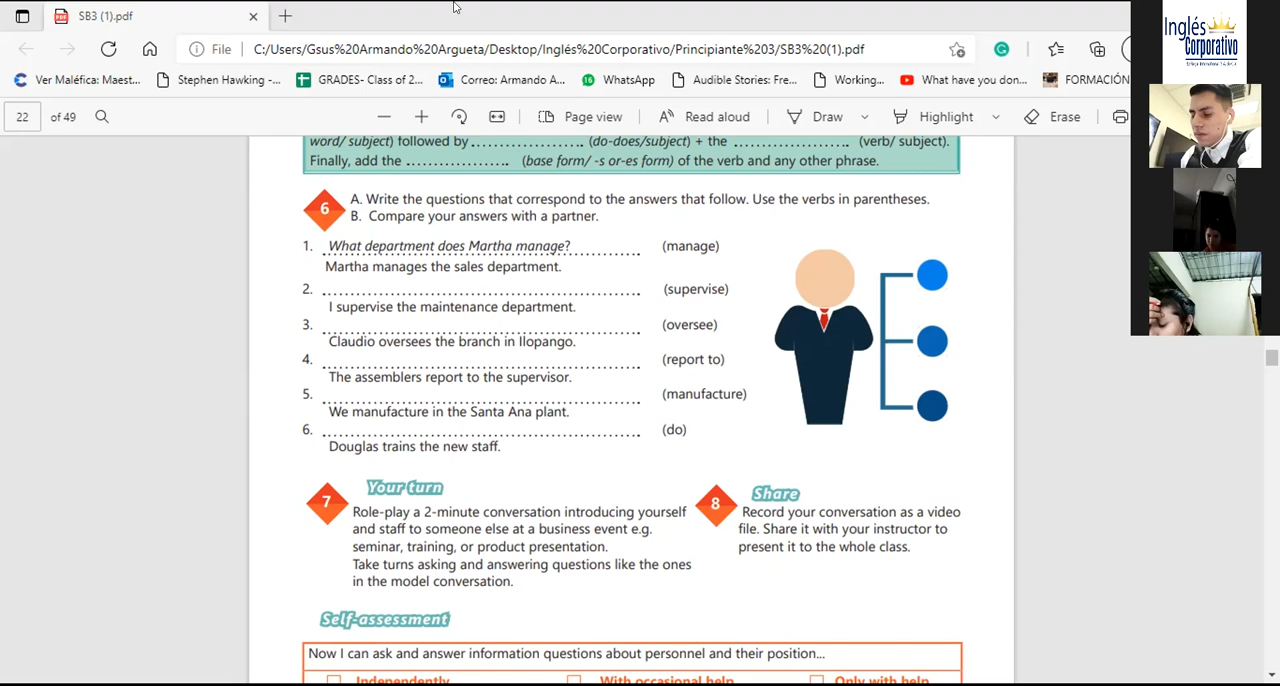 SB3 (1).pdf
File
C:/Users/Gsus%20Armando%20Argueta/Desktop/Inglés%20Corporativo/Principiante%203/SB3%20(1).pdf
Ver Maléfica: Maest...
Stephen Hawking -...
GRADES- Class of 2...
Correo: Armando A...
WhatsApp
Audible Stories: Fre...
Working...
What have you don...
FORMACIÓN
22 of 49
Page view
Read aloud
Draw
Highlight
Erase
Inglés
Corporativo
word/ subject) followed by ......................... (do-does/subject) + the ......................... (verb/ subject).
Finally, add the ....................... (base form/ -s or-es form) of the verb and any other phrase.
6
A. Write the questions that correspond to the answers that follow. Use the verbs in parentheses.
B. Compare your answers with a partner.
1. What department does Martha manage? (manage)
Martha manages the sales department.
2. ........................................................................ (supervise)
I supervise the maintenance department.
3. ........................................................................ (oversee)
Claudio oversees the branch in Ilopango.
4. ........................................................................ (report to)
The assemblers report to the supervisor.
5. ........................................................................ (manufacture)
We manufacture in the Santa Ana plant.
6. ........................................................................ (do)
Douglas trains the new staff.
7 Your turn
Role-play a 2-minute conversation introducing yourself
and staff to someone else at a business event e.g.
seminar, training, or product presentation.
Take turns asking and answering questions like the ones
in the model conversation.
8 Share
Record your conversation as a video
file. Share it with your instructor to
present it to the whole class.
Self-assessment
Now I can ask and answer information questions about personnel and their position...
Independently
With occasional help
Only with help